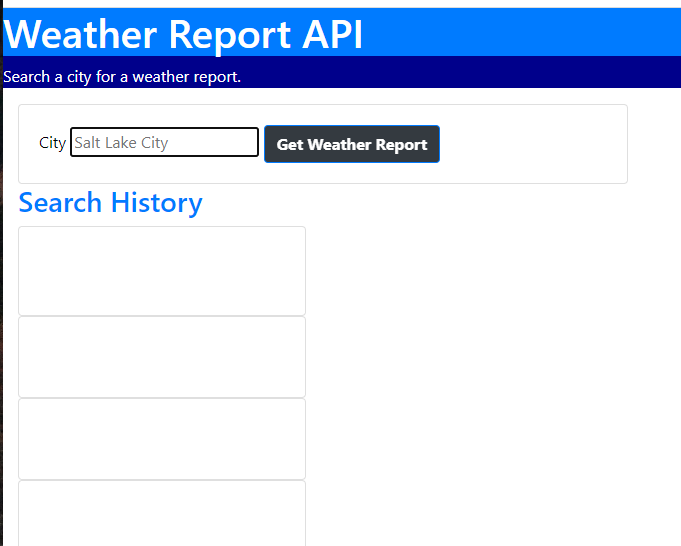 Weather Report API
Search a city for a weather report.
City Salt Lake City Get Weather Report
Search History